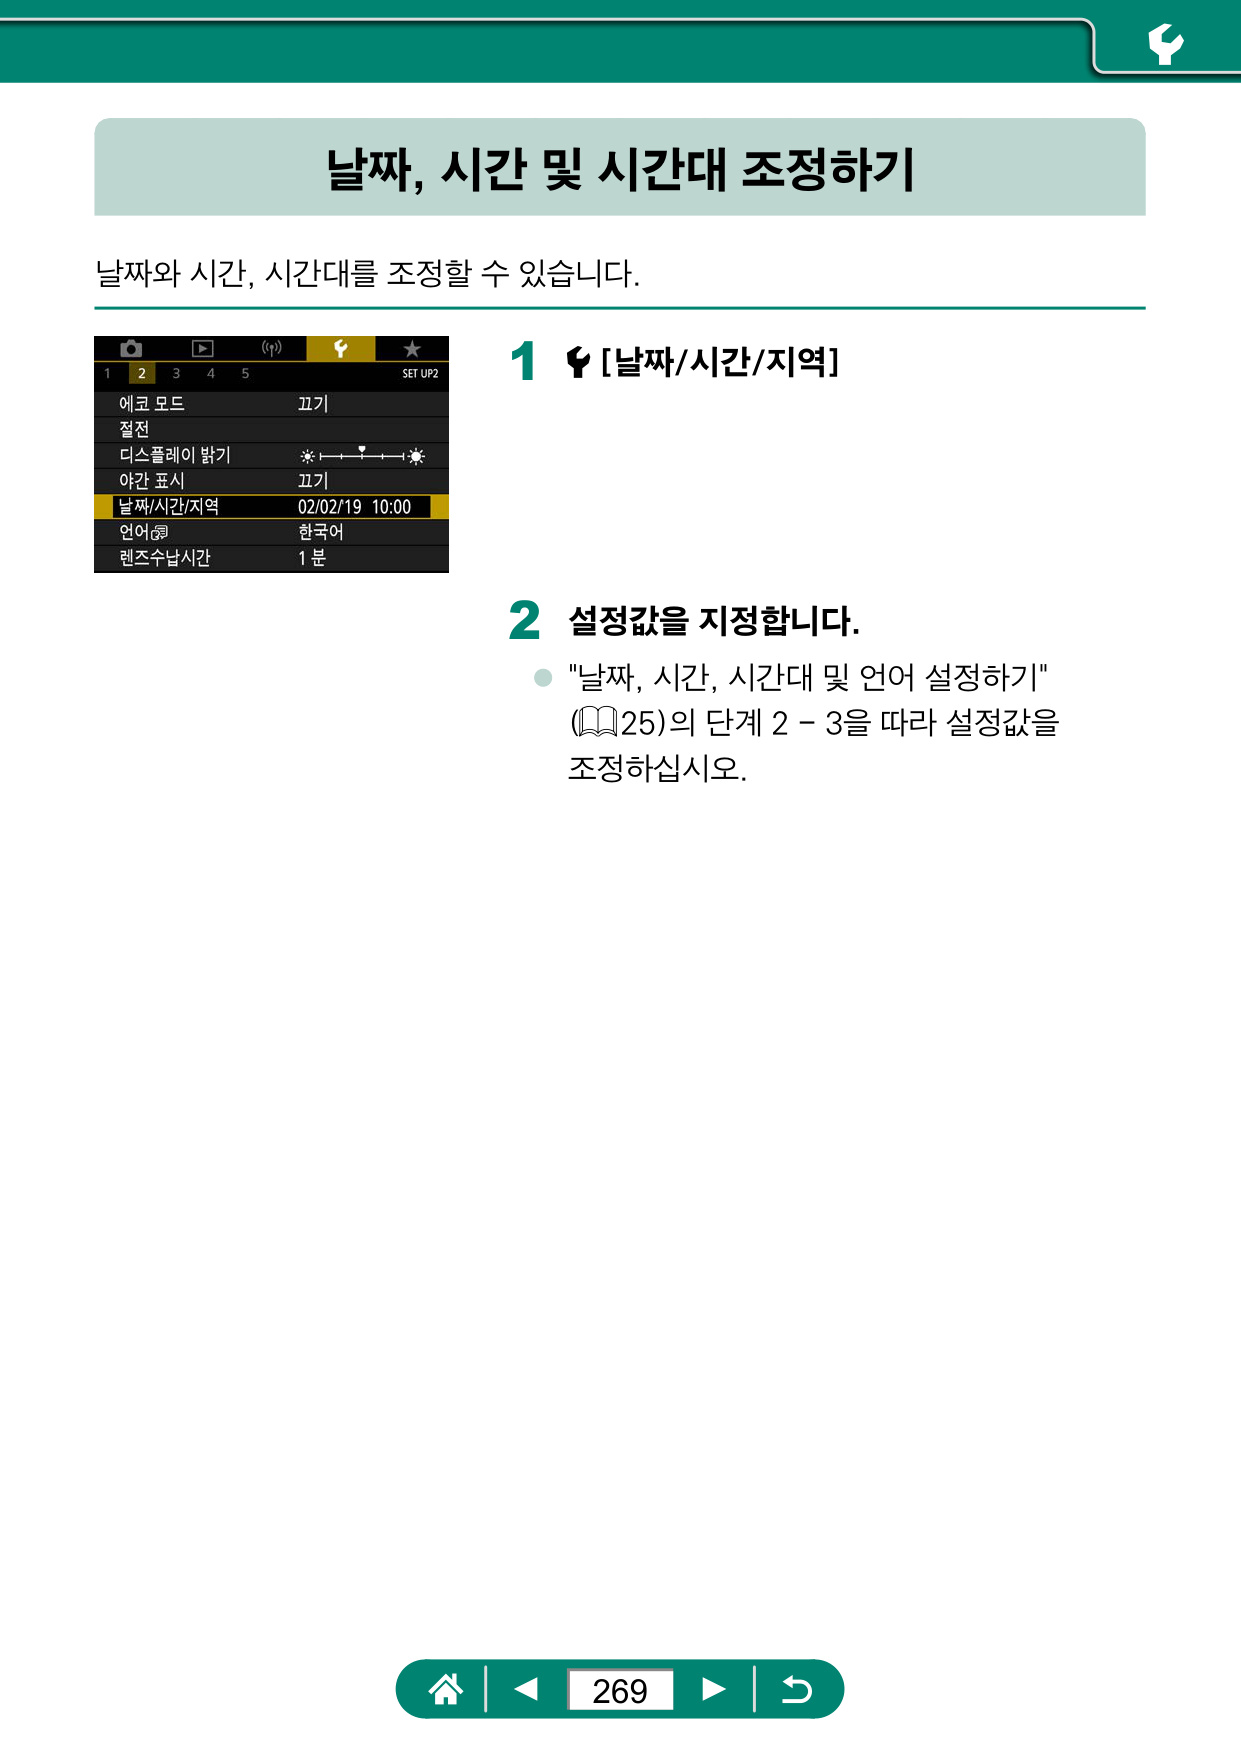 날짜, 시간 및 시간대 조정하기
날짜와 시간, 시간대를 조정할 수 있습니다.
1 2 3 4 5 SET UP2
에코 모드 끄기
절전
디스플레이 밝기
야간 표시 끄기
날짜/시간/지역 02/02/'19 10:00
언어 한국어
렌즈수납시간 1 분
1 [날짜/시간/지역]
2 설정값을 지정합니다.
● "날짜, 시간, 시간대 및 언어 설정하기"
(25)의 단계 2 – 3을 따라 설정값을
조정하십시오.
269